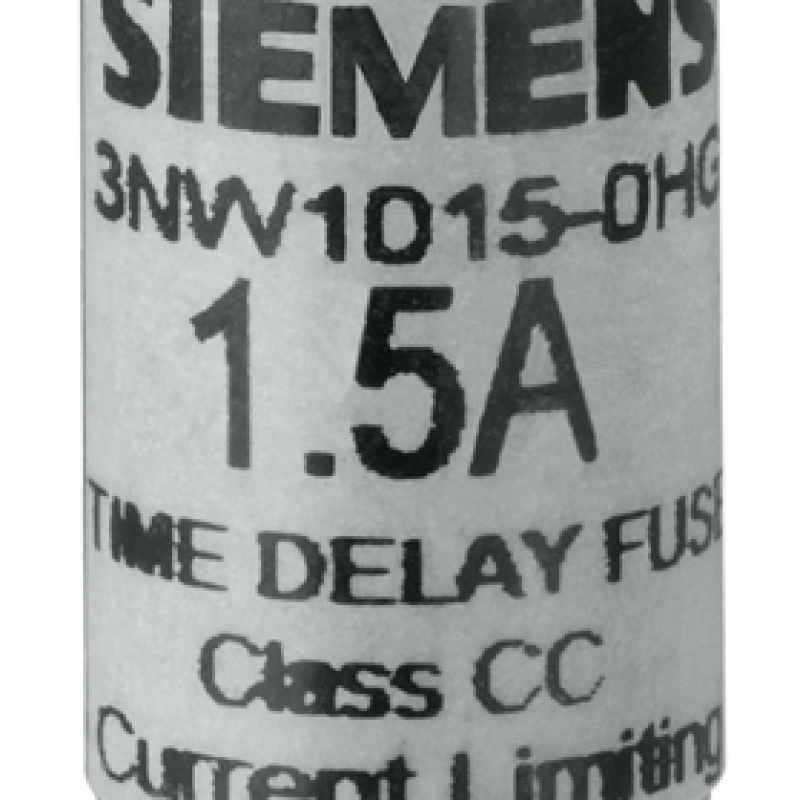 SIEMENS
3NW1015-0HG
1.5A
TIME DELAY FUSE
Class CC
Current Limiting